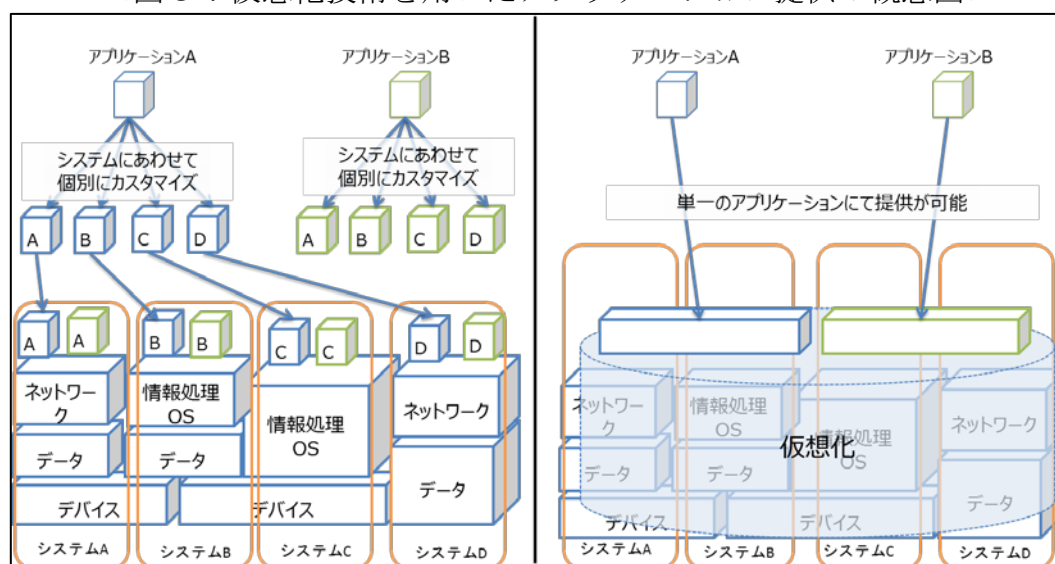 アプリケーションA
アプリケーションB
システムにあわせて
個別にカスタマイズ
システムにあわせて
個別にカスタマイズ
A
B
C
D
A
B
C
D
A
A
B
B
C
C
D
D
ネットワー
ク
情報処理
OS
情報処理
OS
ネットワーク
データ
データ
データ
デバイス
デバイス
システムA
システムB
システムC
システムD
アプリケーションA
アプリケーションB
単一のアプリケーションにて提供が可能
ネットワー
ク
情報処理
OS
情報処理
OS
ネットワーク
仮想化
データ
データ
データ
デバイス
デバイス
システムA
システムB
システムC
システムD